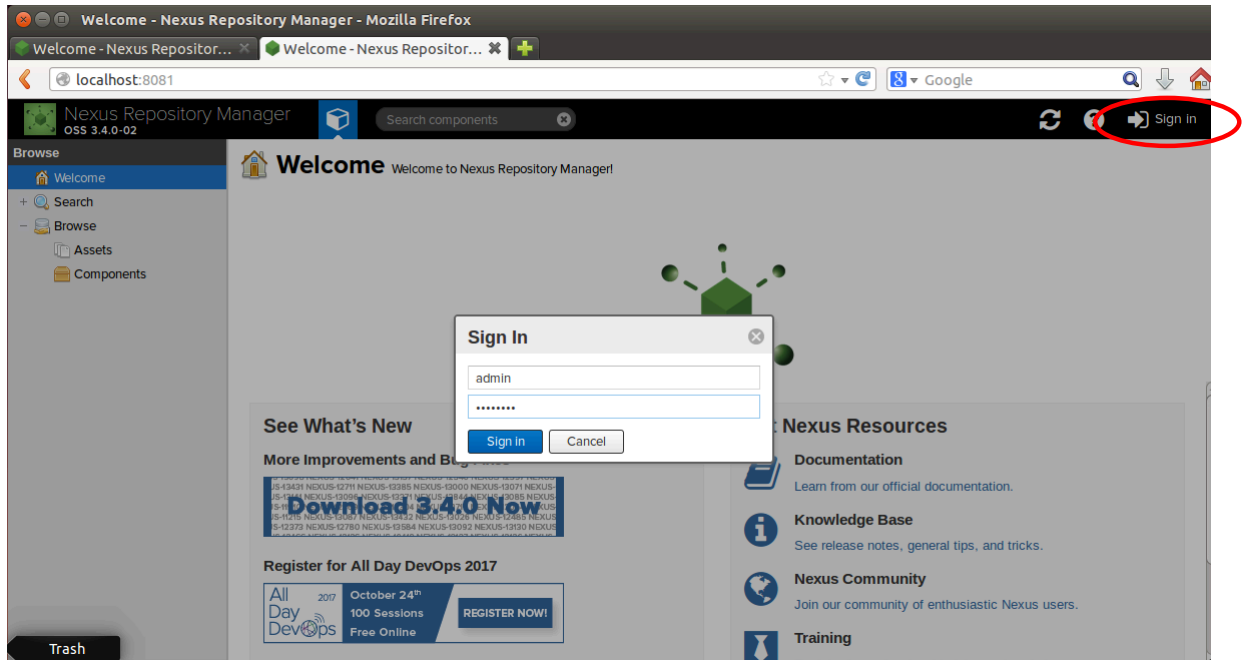 Welcome - Nexus Repository Manager - Mozilla Firefox
Welcome - Nexus Repositor...
Welcome - Nexus Repositor...
localhost:8081
Google
Nexus Repository Manager
OSS 3.4.0-02
Search components
Sign in
Browse
Welcome
Search
Browse
Assets
Components
Welcome Welcome to Nexus Repository Manager!
Sign In
admin
••••••••
Sign in
Cancel
See What's New
More Improvements and
Download 3.4.0 Now
Register for All Day DevOps 2017
All
Day
DevOps
2017
October 24th
100 Sessions
Free Online
REGISTER NOW!
Nexus Resources
Documentation
Learn from our official documentation.
Knowledge Base
See release notes, general tips, and tricks.
Nexus Community
Join our community of enthusiastic Nexus users.
Training
Trash